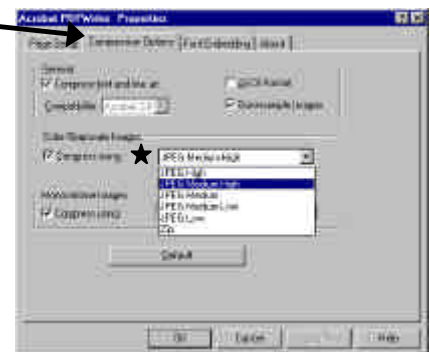 Acrobat PDFWriter Properties
Page Setup Compression Options Font Embedding About
General
Compress text and line art
ASCII Format
Compatibility
Downsample Images
Color/Grayscale Images
Compress using: JPEG Medium High
JPEG High
JPEG Medium High
JPEG Medium
JPEG Medium Low
JPEG Low
Zip
Monochrome Images
Compress using:
Default
OK Cancel Help